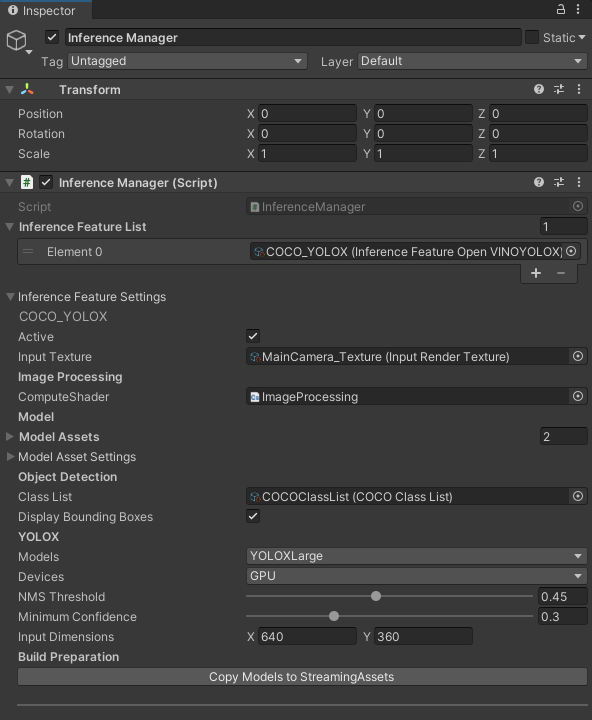 Inspector
Inference Manager Static
Tag Untagged Layer Default
Transform
Position X 0 Y 0 Z 0
Rotation X 0 Y 0 Z 0
Scale X 1 Y 1 Z 1
# Inference Manager (Script)
Script InferenceManager
Inference Feature List 1
Element 0 COCO_YOLOX (Inference Feature Open VINOYOLOX)
Inference Feature Settings
COCO_YOLOX
Active
Input Texture MainCamera_Texture (Input Render Texture)
Image Processing
ComputeShader ImageProcessing
Model
Model Assets 2
Model Asset Settings
Object Detection
Class List COCOClassList (COCO Class List)
Display Bounding Boxes
YOLOX
Models YOLOXLarge
Devices GPU
NMS Threshold 0.45
Minimum Confidence 0.3
Input Dimensions X 640 Y 360
Build Preparation
Copy Models to StreamingAssets